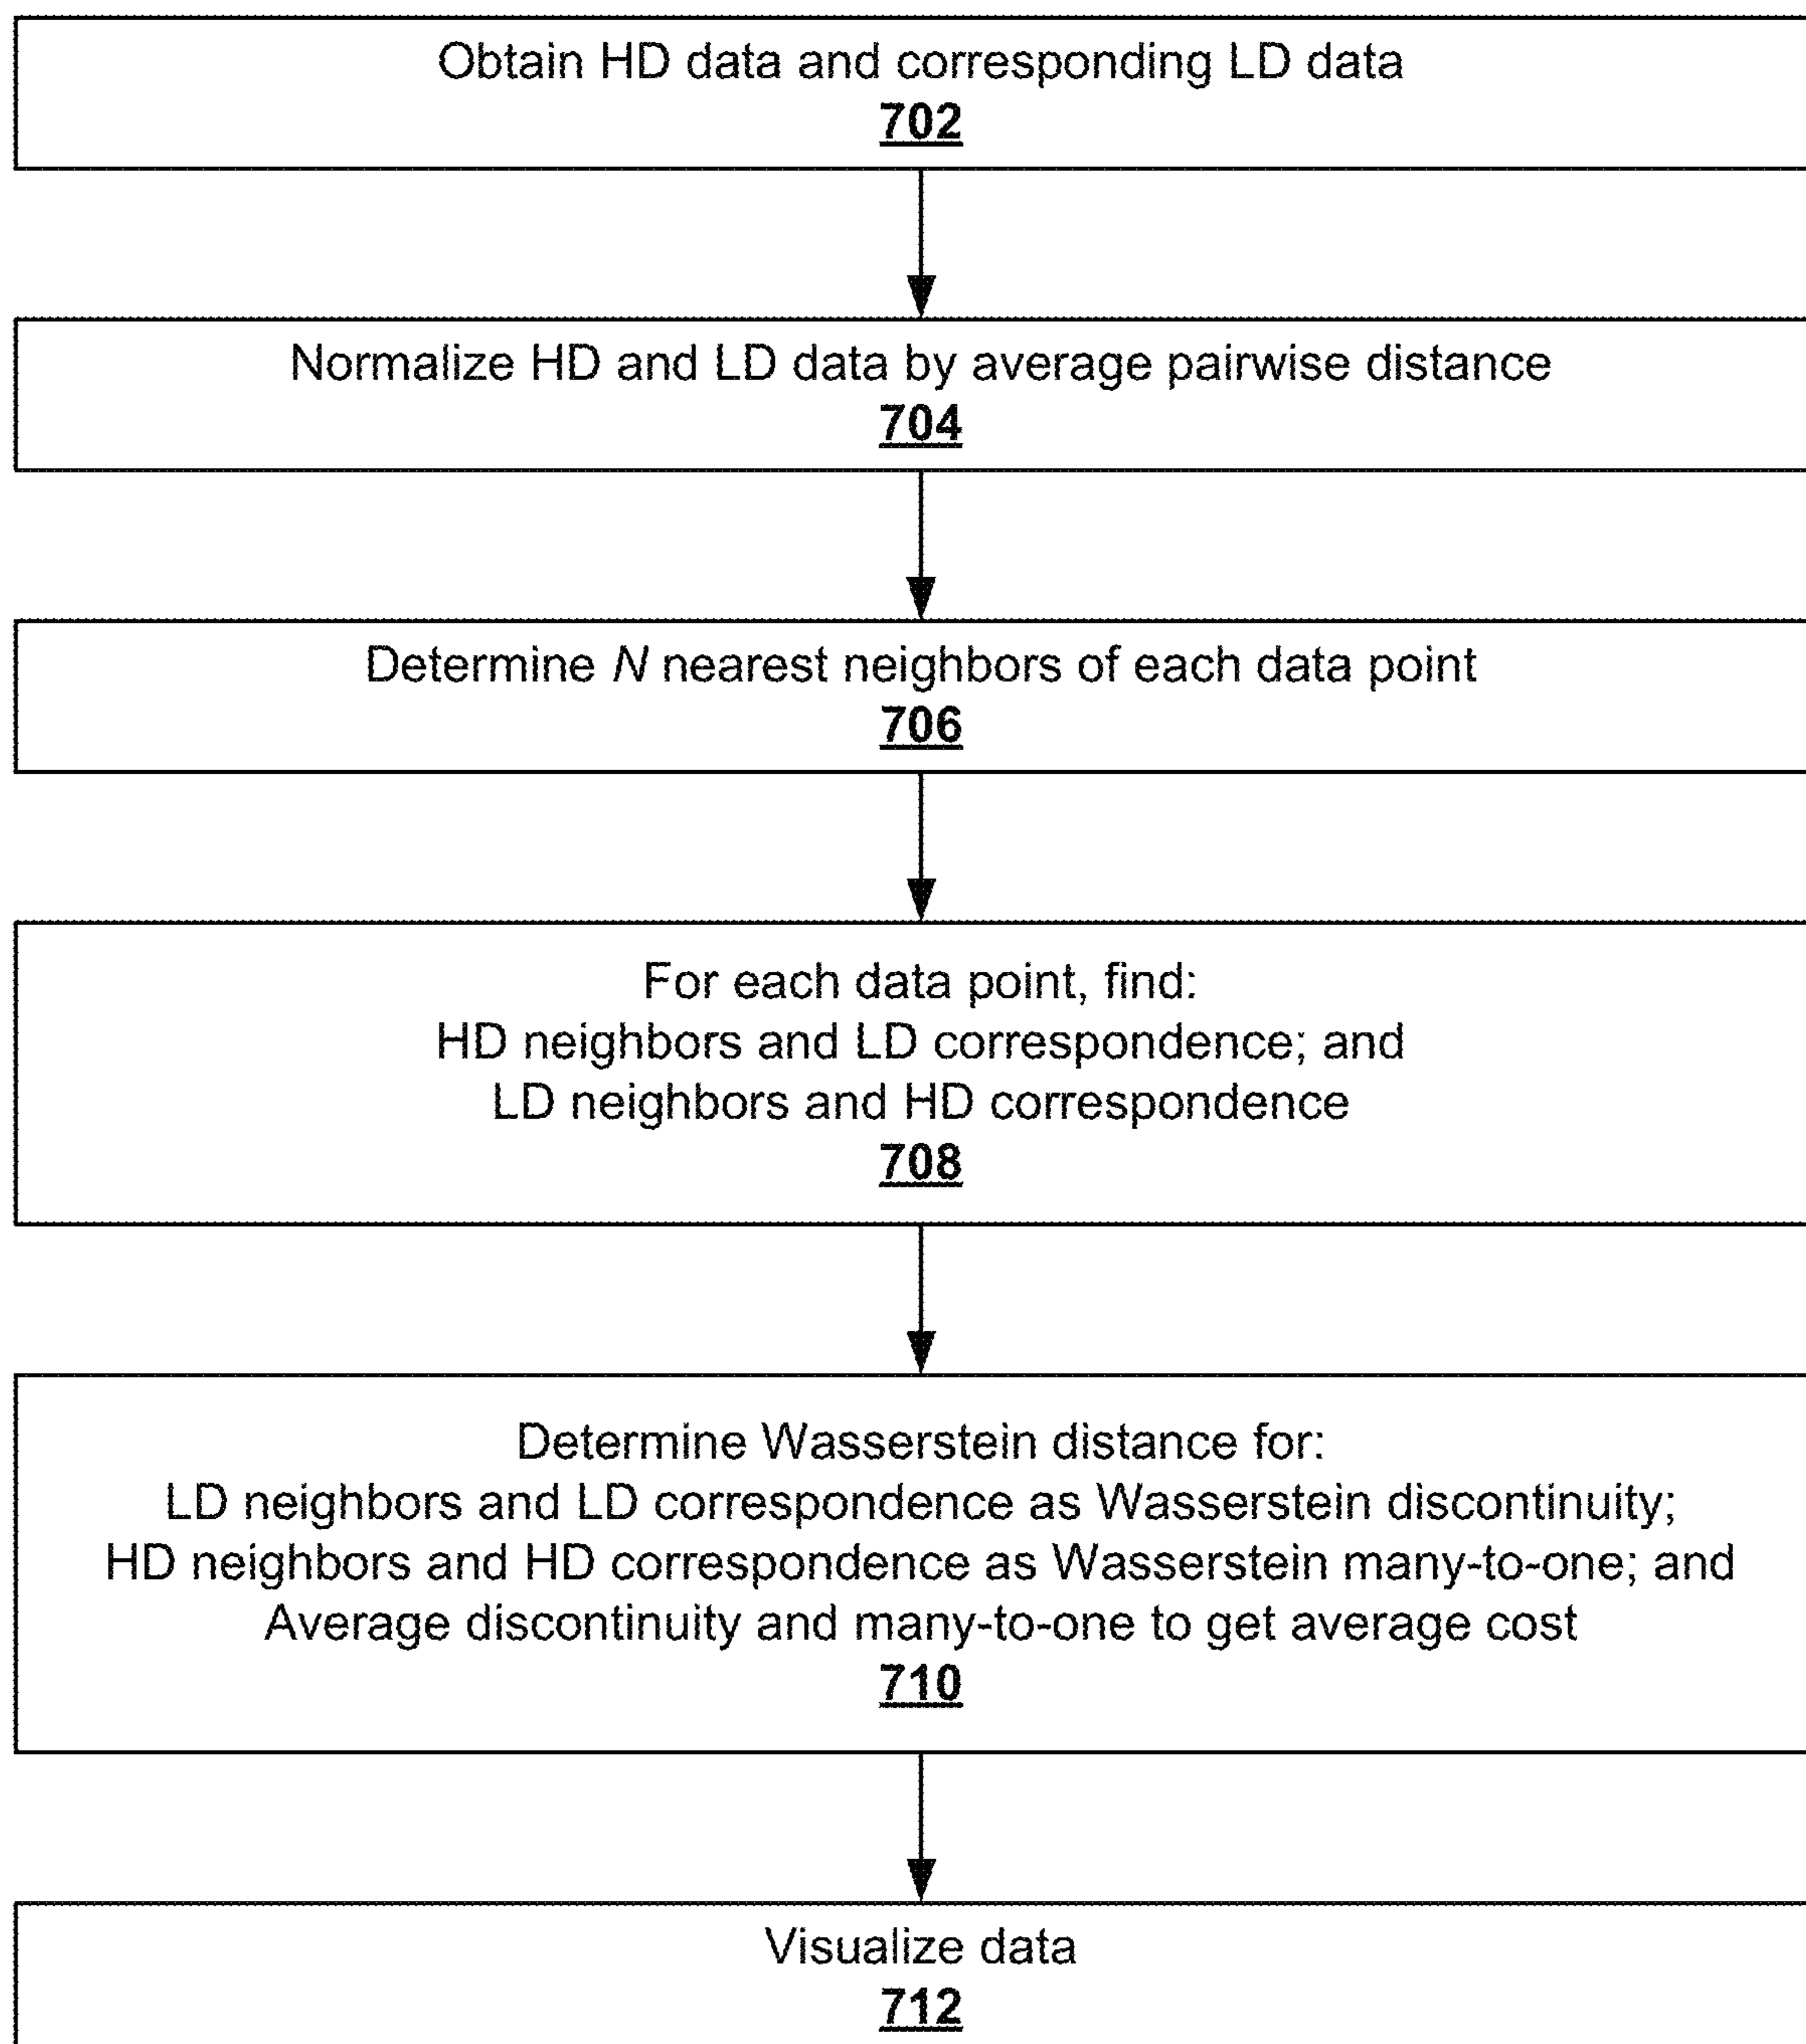 Obtain HD data and corresponding LD data
702
Normalize HD and LD data by average pairwise distance
704
Determine N nearest neighbors of each data point
706
For each data point, find:
HD neighbors and LD correspondence; and
LD neighbors and HD correspondence
708
Determine Wasserstein distance for:
LD neighbors and LD correspondence as Wasserstein discontinuity;
HD neighbors and HD correspondence as Wasserstein many-to-one; and
Average discontinuity and many-to-one to get average cost
710
Visualize data
712